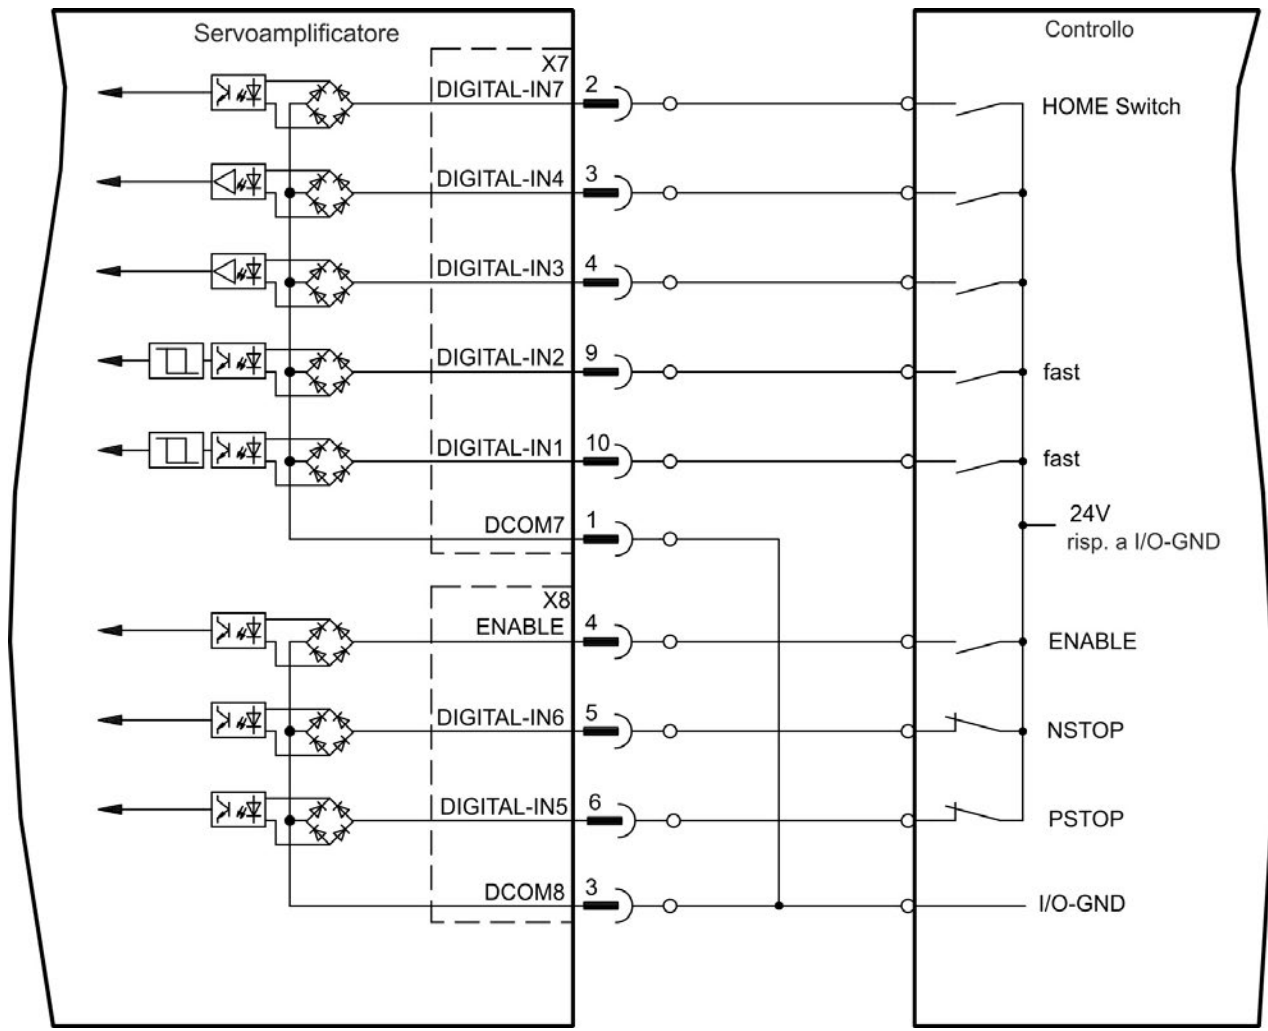 Servoamplificatore
Controllo
X7
DIGITAL-IN7 2 HOME Switch
DIGITAL-IN4 3
DIGITAL-IN3 4
DIGITAL-IN2 9 fast
DIGITAL-IN1 10 fast
DCOM7 1
24V
risp. a I/O-GND
X8
ENABLE 4 ENABLE
DIGITAL-IN6 5 NSTOP
DIGITAL-IN5 6 PSTOP
DCOM8 3 I/O-GND